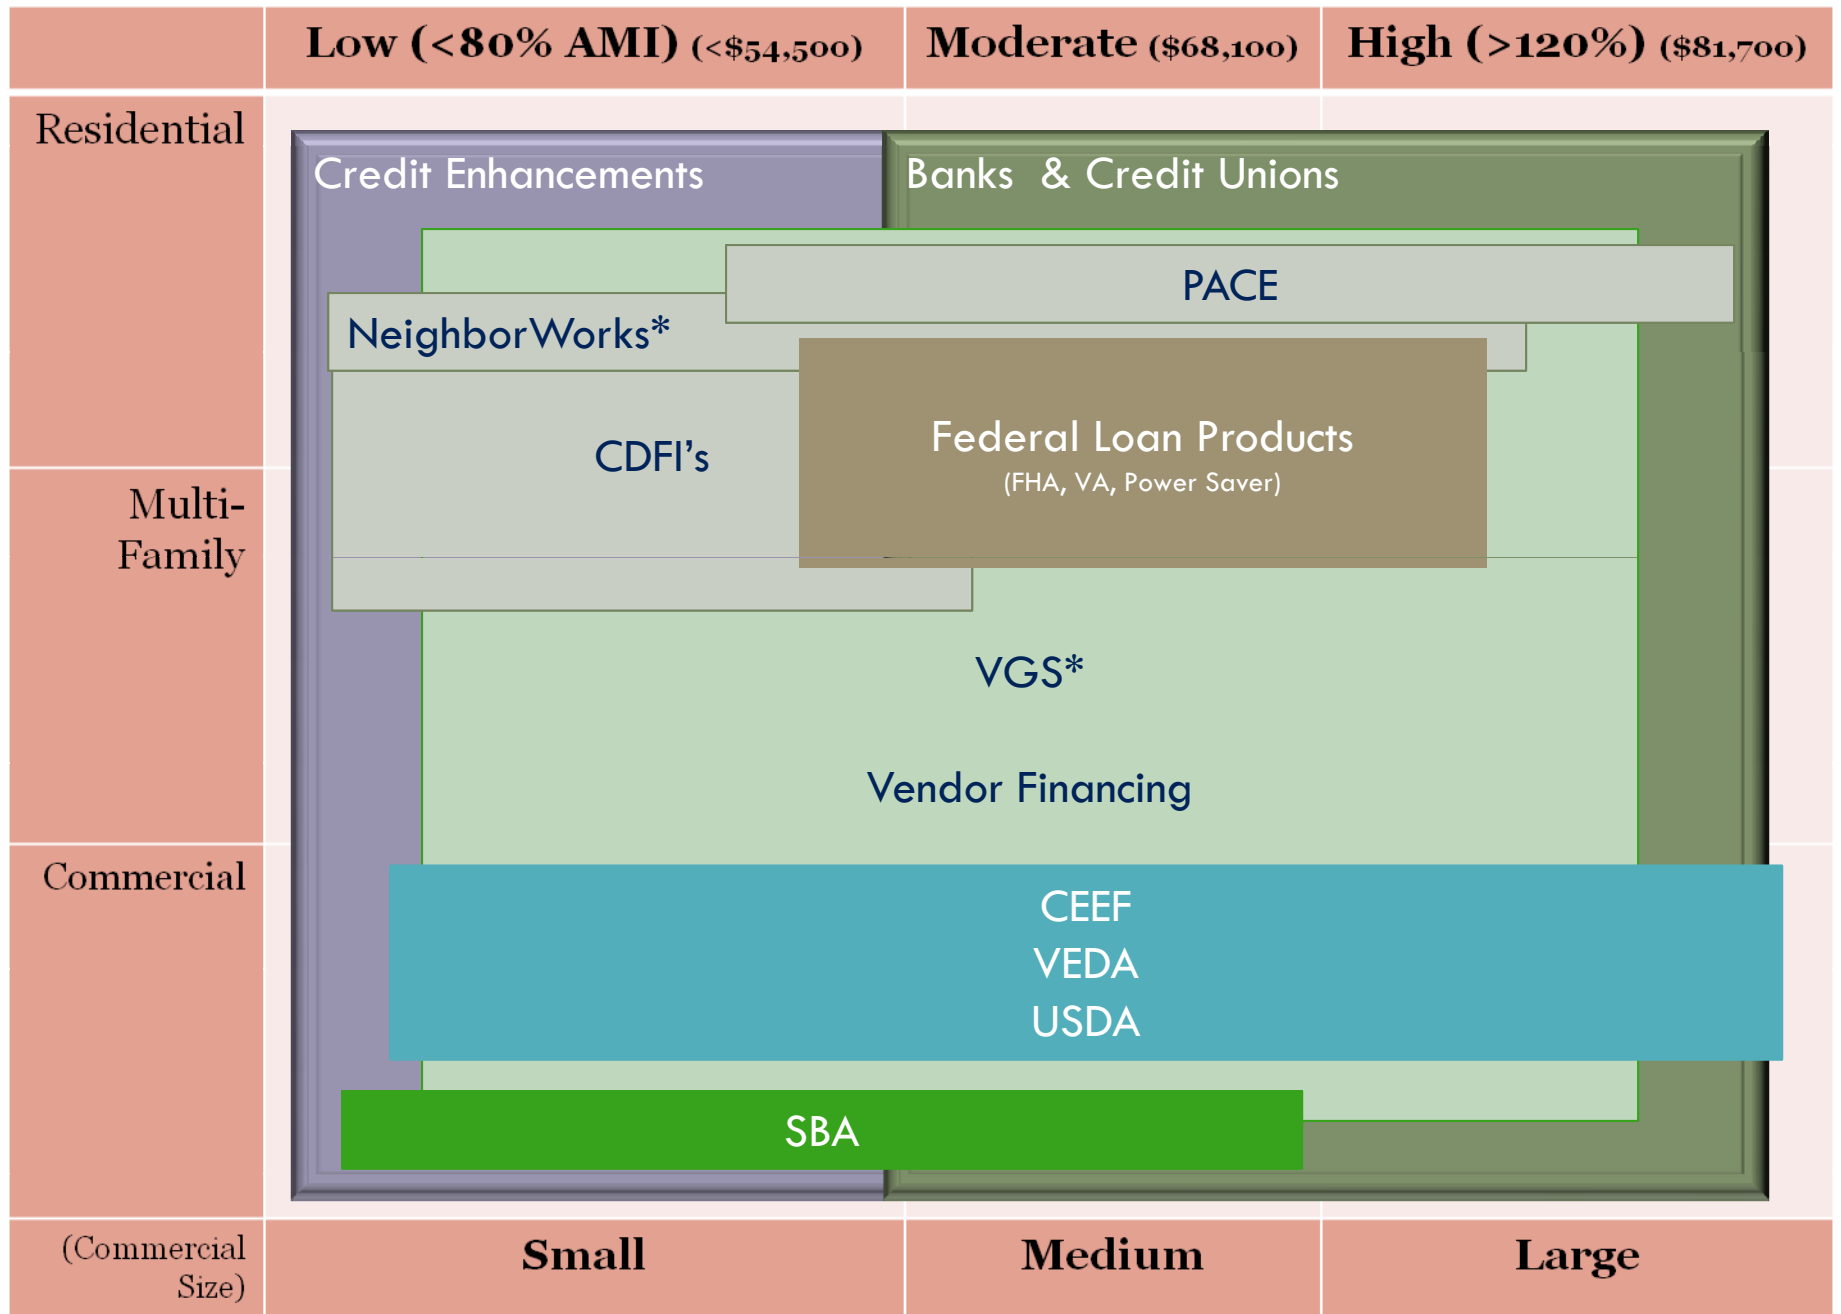 Low (<80% AMI) (<$54,500)
Moderate ($68,100)
High (>120%) ($81,700)
Residential
Credit Enhancements
Banks & Credit Unions
PACE
NeighborWorks*
CDFI's
Federal Loan Products
(FHA, VA, Power Saver)
Multi-
Family
VGS*
Vendor Financing
Commercial
CEEF
VEDA
USDA
SBA
(Commercial
Size)
Small
Medium
Large